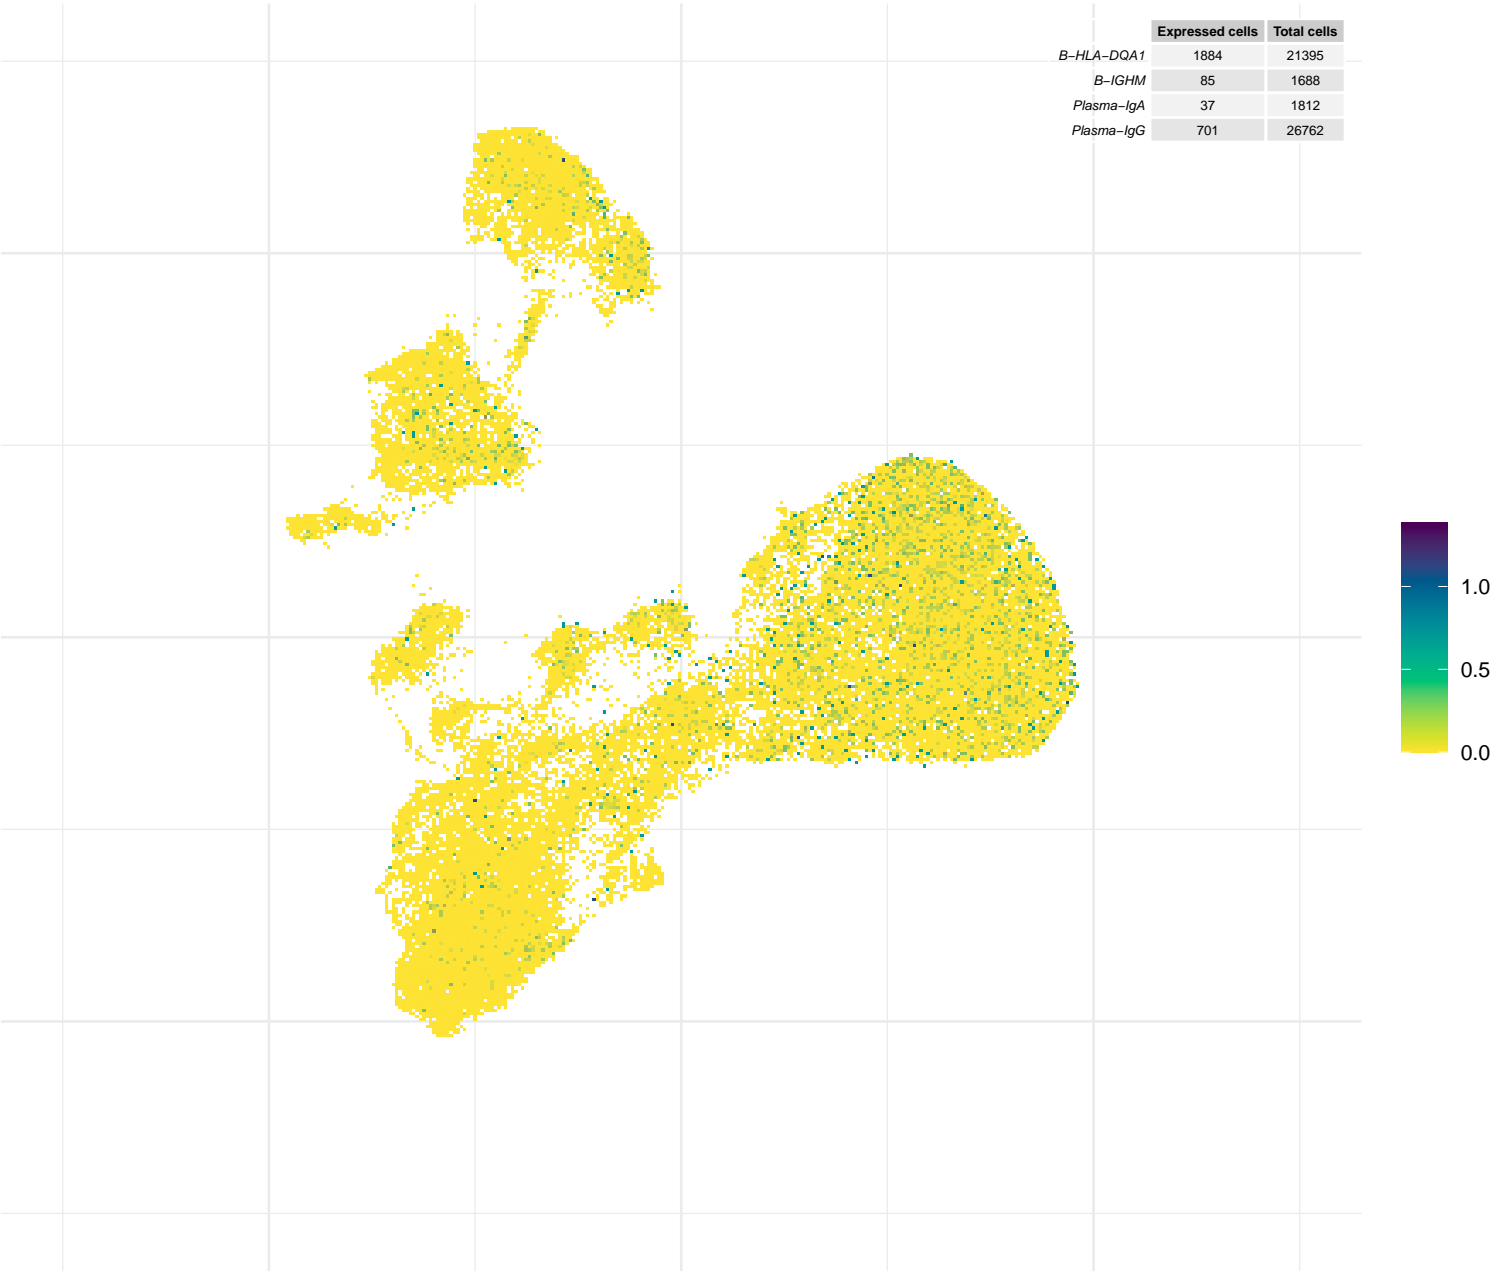 Expressed cells Total cells
B−HLA−DQA1 1884 21395
B−IGHM 85 1688
Plasma−IgA 37 1812
Plasma−IgG 701 26762
1.0
0.5
0.0